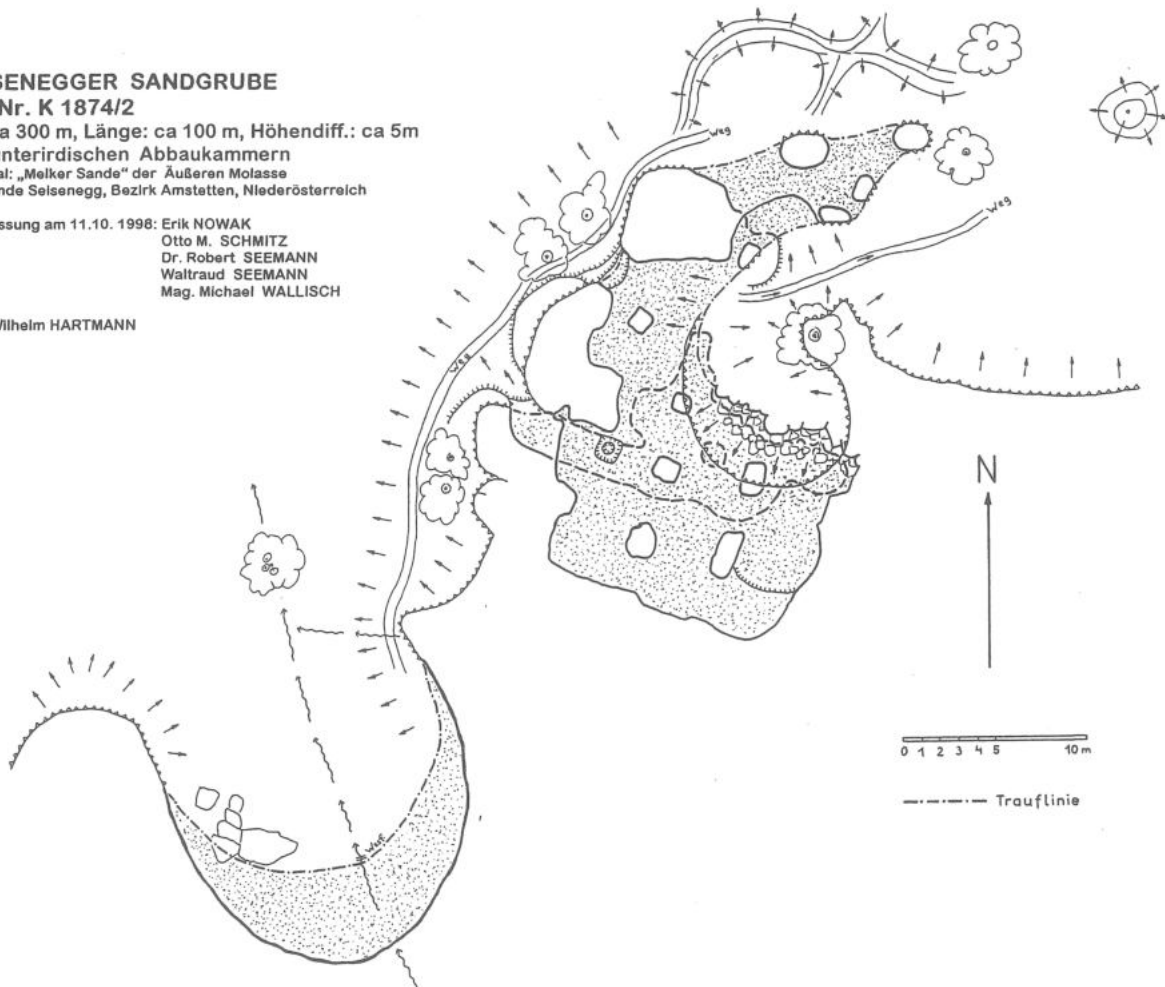 SENEGGER SANDGRUBE
Nr. K 1874/2
a 300 m, Länge: ca 100 m, Höhendiff.: ca 5m
unterirdischen Abbaukammern
al: „Melker Sande" der Äußeren Molasse
nde Seisenegg, Bezirk Amstetten, Niederösterreich
ssung am 11.10. 1998: Erik NOWAK
Otto M. SCHMITZ
Dr. Robert SEEMANN
Waltraud SEEMANN
Mag. Michael WALLISCH
Wilhelm HARTMANN
Weg
Weg
Weg
N
0 1 2 3 4 5 10 m
Trauflinie